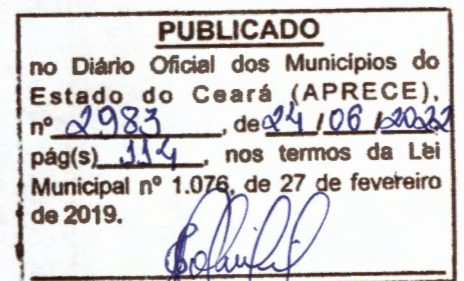 PUBLICADO
no Diário Oficial dos Municípios do
Estado do Ceará (APRECE),
nº 2983, de 24/06/2022
pág(s) 114, nos termos da Lei
Municipal nº 1.076, de 27 de fevereiro
de 2019.